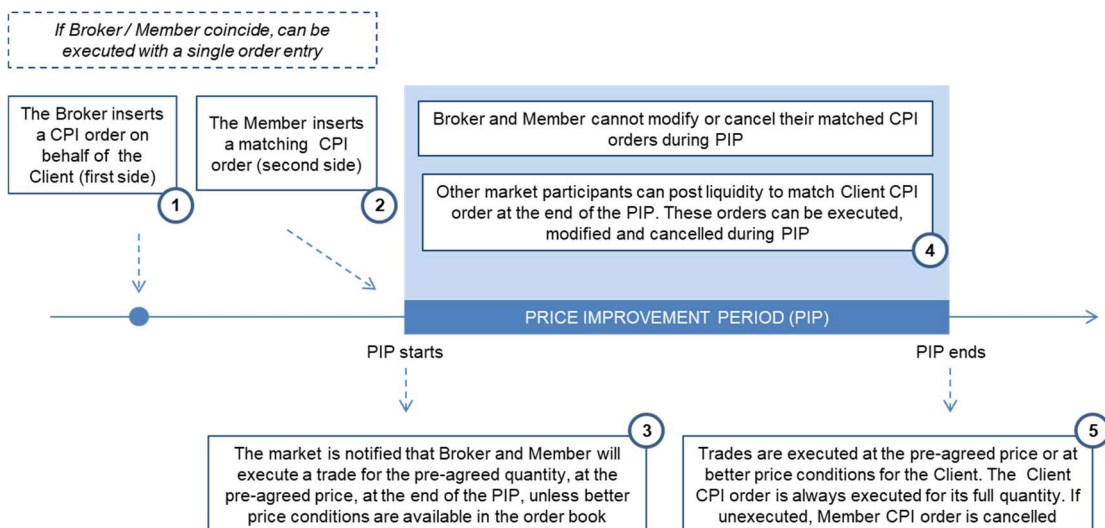 If Broker / Member coincide, can be
executed with a single order entry
The Broker inserts
a CPI order on
behalf of the
Client (first side)
1
The Member inserts
a matching CPI
order (second side)
2
Broker and Member cannot modify or cancel their matched CPI
orders during PIP
Other market participants can post liquidity to match Client CPI
order at the end of the PIP. These orders can be executed,
modified and cancelled during PIP
4
PRICE IMPROVEMENT PERIOD (PIP)
PIP starts
PIP ends
3
The market is notified that Broker and Member will
execute a trade for the pre-agreed quantity, at the
pre-agreed price, at the end of the PIP, unless better
price conditions are available in the order book
5
Trades are executed at the pre-agreed price or at
better price conditions for the Client. The Client
CPI order is always executed for its full quantity. If
unexecuted, Member CPI order is cancelled